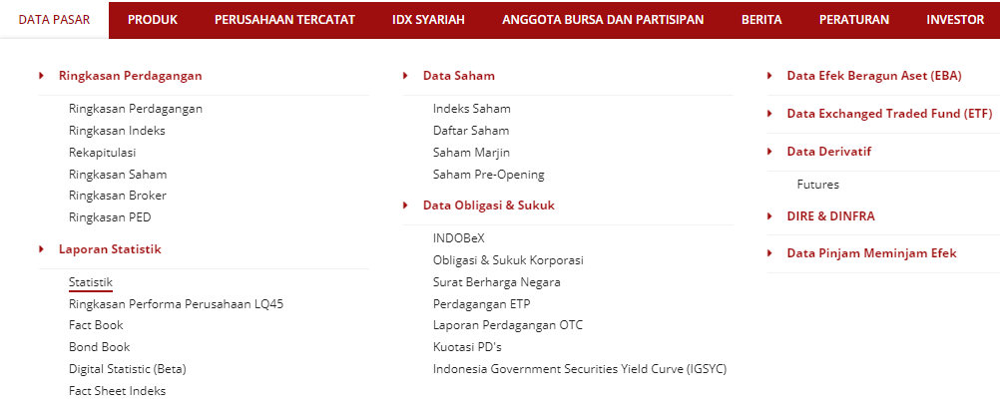 DATA PASAR PRODUK PERUSAHAAN TERCATAT IDX SYARIAH ANGGOTA BURSA DAN PARTISIPAN BERITA PERATURAN INVESTOR
Ringkasan Perdagangan
Ringkasan Perdagangan
Ringkasan Indeks
Rekapitulasi
Ringkasan Saham
Ringkasan Broker
Ringkasan PED
Laporan Statistik
Statistik
Ringkasan Performa Perusahaan LQ45
Fact Book
Bond Book
Digital Statistic (Beta)
Fact Sheet Indeks
Data Saham
Indeks Saham
Daftar Saham
Saham Marjin
Saham Pre-Opening
Data Obligasi & Sukuk
INDOBeX
Obligasi & Sukuk Korporasi
Surat Berharga Negara
Perdagangan ETP
Laporan Perdagangan OTC
Kuotasi PD's
Indonesia Government Securities Yield Curve (IGSYC)
Data Efek Beragun Aset (EBA)
Data Exchanged Traded Fund (ETF)
Data Derivatif
Futures
DIRE & DINFRA
Data Pinjam Meminjam Efek